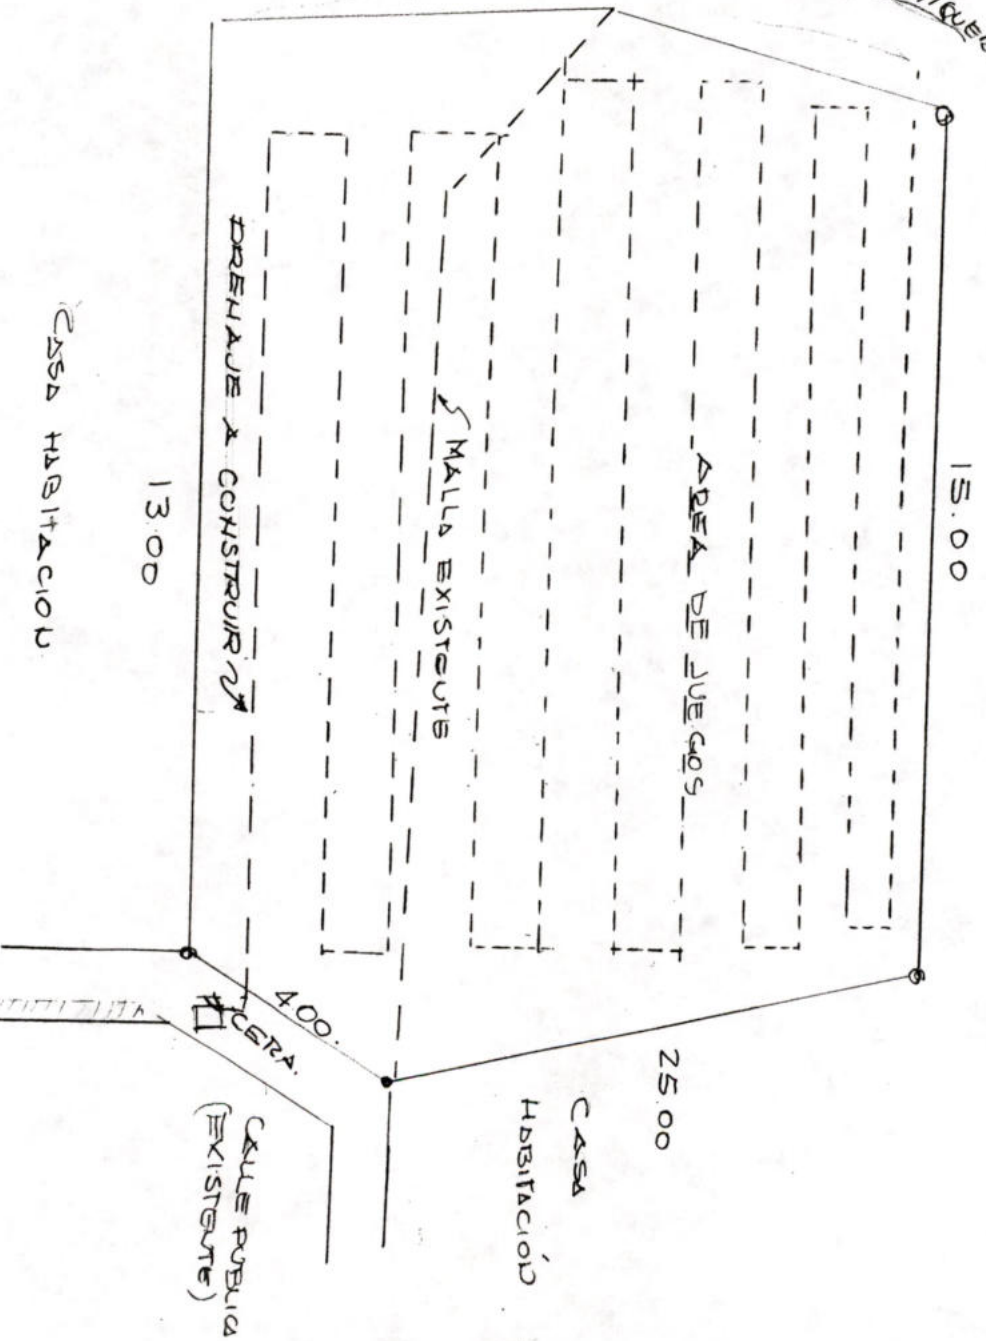 15.00
AREA DE JUEGOS
MALLA EXISTENTE
DRENAJE A CONSTRUIR
13.00
CASA HABITACION
25.00
CASA
HABITACIÓN
4.00.
CERA.
CALLE PUBLICA
(EXISTENTE)